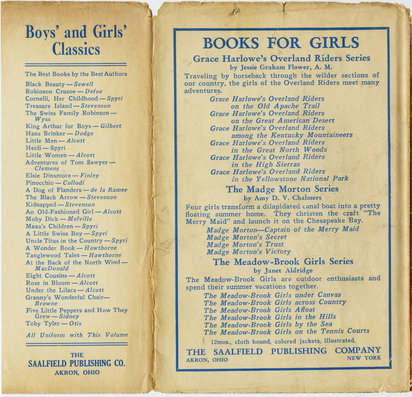 Boys' and Girls'
Classics
The Best Books by the Best Authors
Black Beauty—Sewell
Robinson Crusoe—Defoe
Cornelli, Her Childhood—Spyri
Treasure Island—Stevenson
The Swiss Family Robinson—
Wyss
King Arthur for Boys—Gilbert
Hans Brinker—Dodge
Little Men—Alcott
Heidi—Spyri
Little Women—Alcott
Adventures of Tom Sawyer—
Clemens
Elsie Dinsmore—Finley
Pinocchio—Collodi
A Dog of Flanders—de la Ramee
The Black Arrow—Stevenson
Kidnapped—Stevenson
An Old-Fashioned Girl—Alcott
Moby Dick—Melville
Maxa's Children—Spyri
A Little Swiss Boy—Spyri
Uncle Titus in the Country—Spyri
A Wonder Book—Hawthorne
Tanglewood Tales—Hawthorne
At the Back of the North Wind—
MacDonald
Eight Cousins—Alcott
Rose in Bloom—Alcott
Under the Lilacs—Alcott
Granny's Wonderful Chair—
Browne
Five Little Peppers and How They
Grew—Sidney
Toby Tyler—Otis
All Uniform with This Volume
THE
SAALFIELD PUBLISHING CO.
AKRON, OHIO
BOOKS FOR GIRLS
Grace Harlowe's Overland Riders Series
by Jessie Graham Flower, A. M.
Traveling by horseback through the wilder sections
of our country, the girls of the Overland Riders meet many
adventures.
Grace Harlowe's Overland Riders
on the Old Apache Trail
Grace Harlowe's Overland Riders
on the Great American Desert
Grace Harlowe's Overland Riders
among the Kentucky Mountaineers
Grace Harlowe's Overland Riders
in the Great North Woods
Grace Harlowe's Overland Riders
in the High Sierras
Grace Harlowe's Overland Riders
in the Yellowstone National Park
The Madge Morton Series
by Amy D. V. Chalmers
Four girls transform a dilapidated canal boat into a pretty
floating summer home. They christen the craft "The
Merry Maid" and launch it on the Chesapeake Bay.
Madge Morton—Captain of the Merry Maid
Madge Morton's Secret
Madge Morton's Trust
Madge Morton's Victory
The Meadow-Brook Girls Series
by Janet Aldridge
The Meadow-Brook Girls are outdoor enthusiasts and
spend their summer vacations together.
The Meadow-Brook Girls under Canvas
The Meadow-Brook Girls across Country
The Meadow-Brook Girls Afloat
The Meadow-Brook Girls in the Hills
The Meadow-Brook Girls by the Sea
The Meadow-Brook Girls on the Tennis Courts
12mos., cloth bound, colored jackets, illustrated.
THE SAALFIELD PUBLISHING COMPANY
AKRON, OHIO NEW YORK